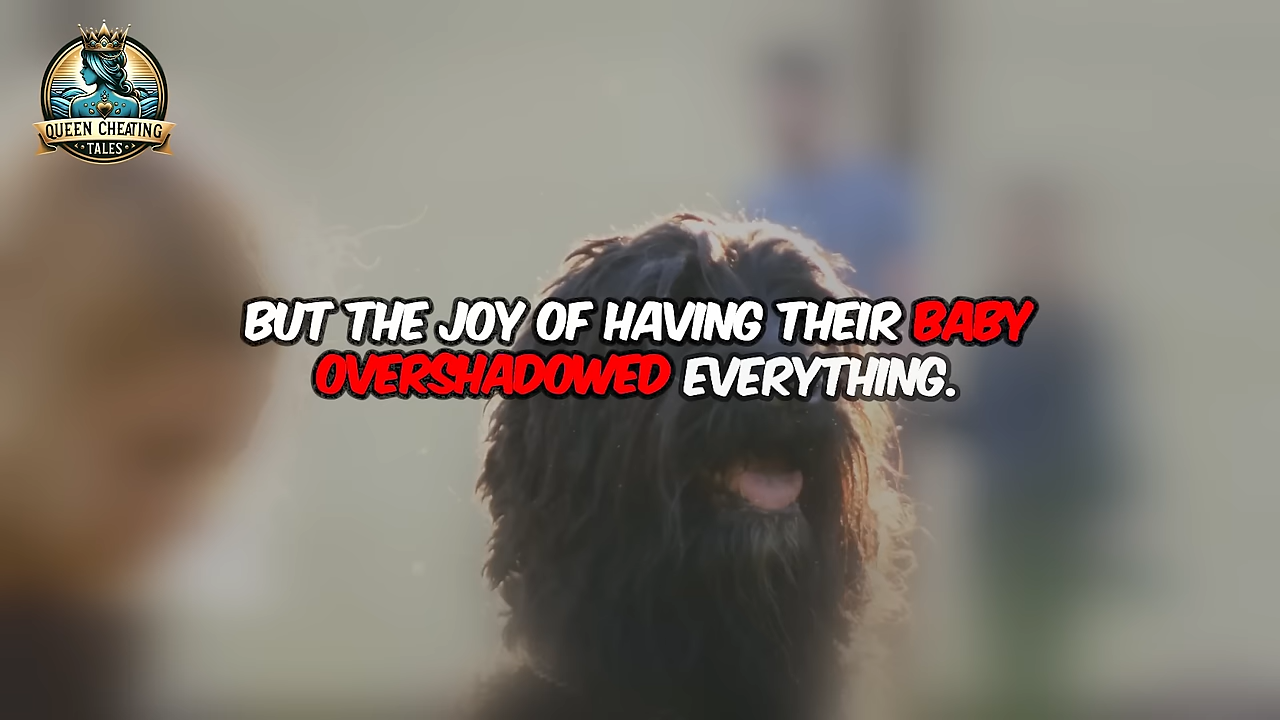 QUEEN CHEATING
TALES
BUT THE JOY OF HAVING THEIR BABY
OVERSHADOWED EVERYTHING.